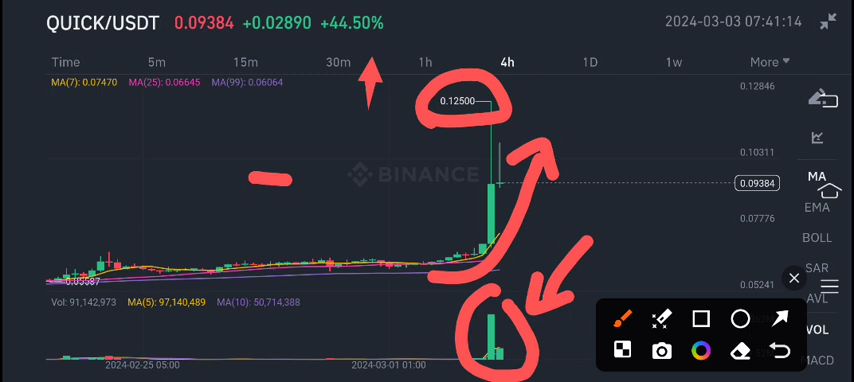 QUICK/USDT 0.09384 +0.02890 +44.50% 2024-03-03 07:41:14
Time 5m 15m 30m 1h 4h 1D 1w More
MA(7): 0.07470 MA(25): 0.06645 MA(99): 0.06064
0.12846
0.12500
0.10311
BINANCE
MA
0.09384
EMA
0.07776
BOLL
SAR
0.05587
0.05241
AVL
Vol: 91,142,973 MA(5): 97,140,489 MA(10): 50,714,388
VOL
MACD
2024-02-25 05:00 2024-03-01 01:00